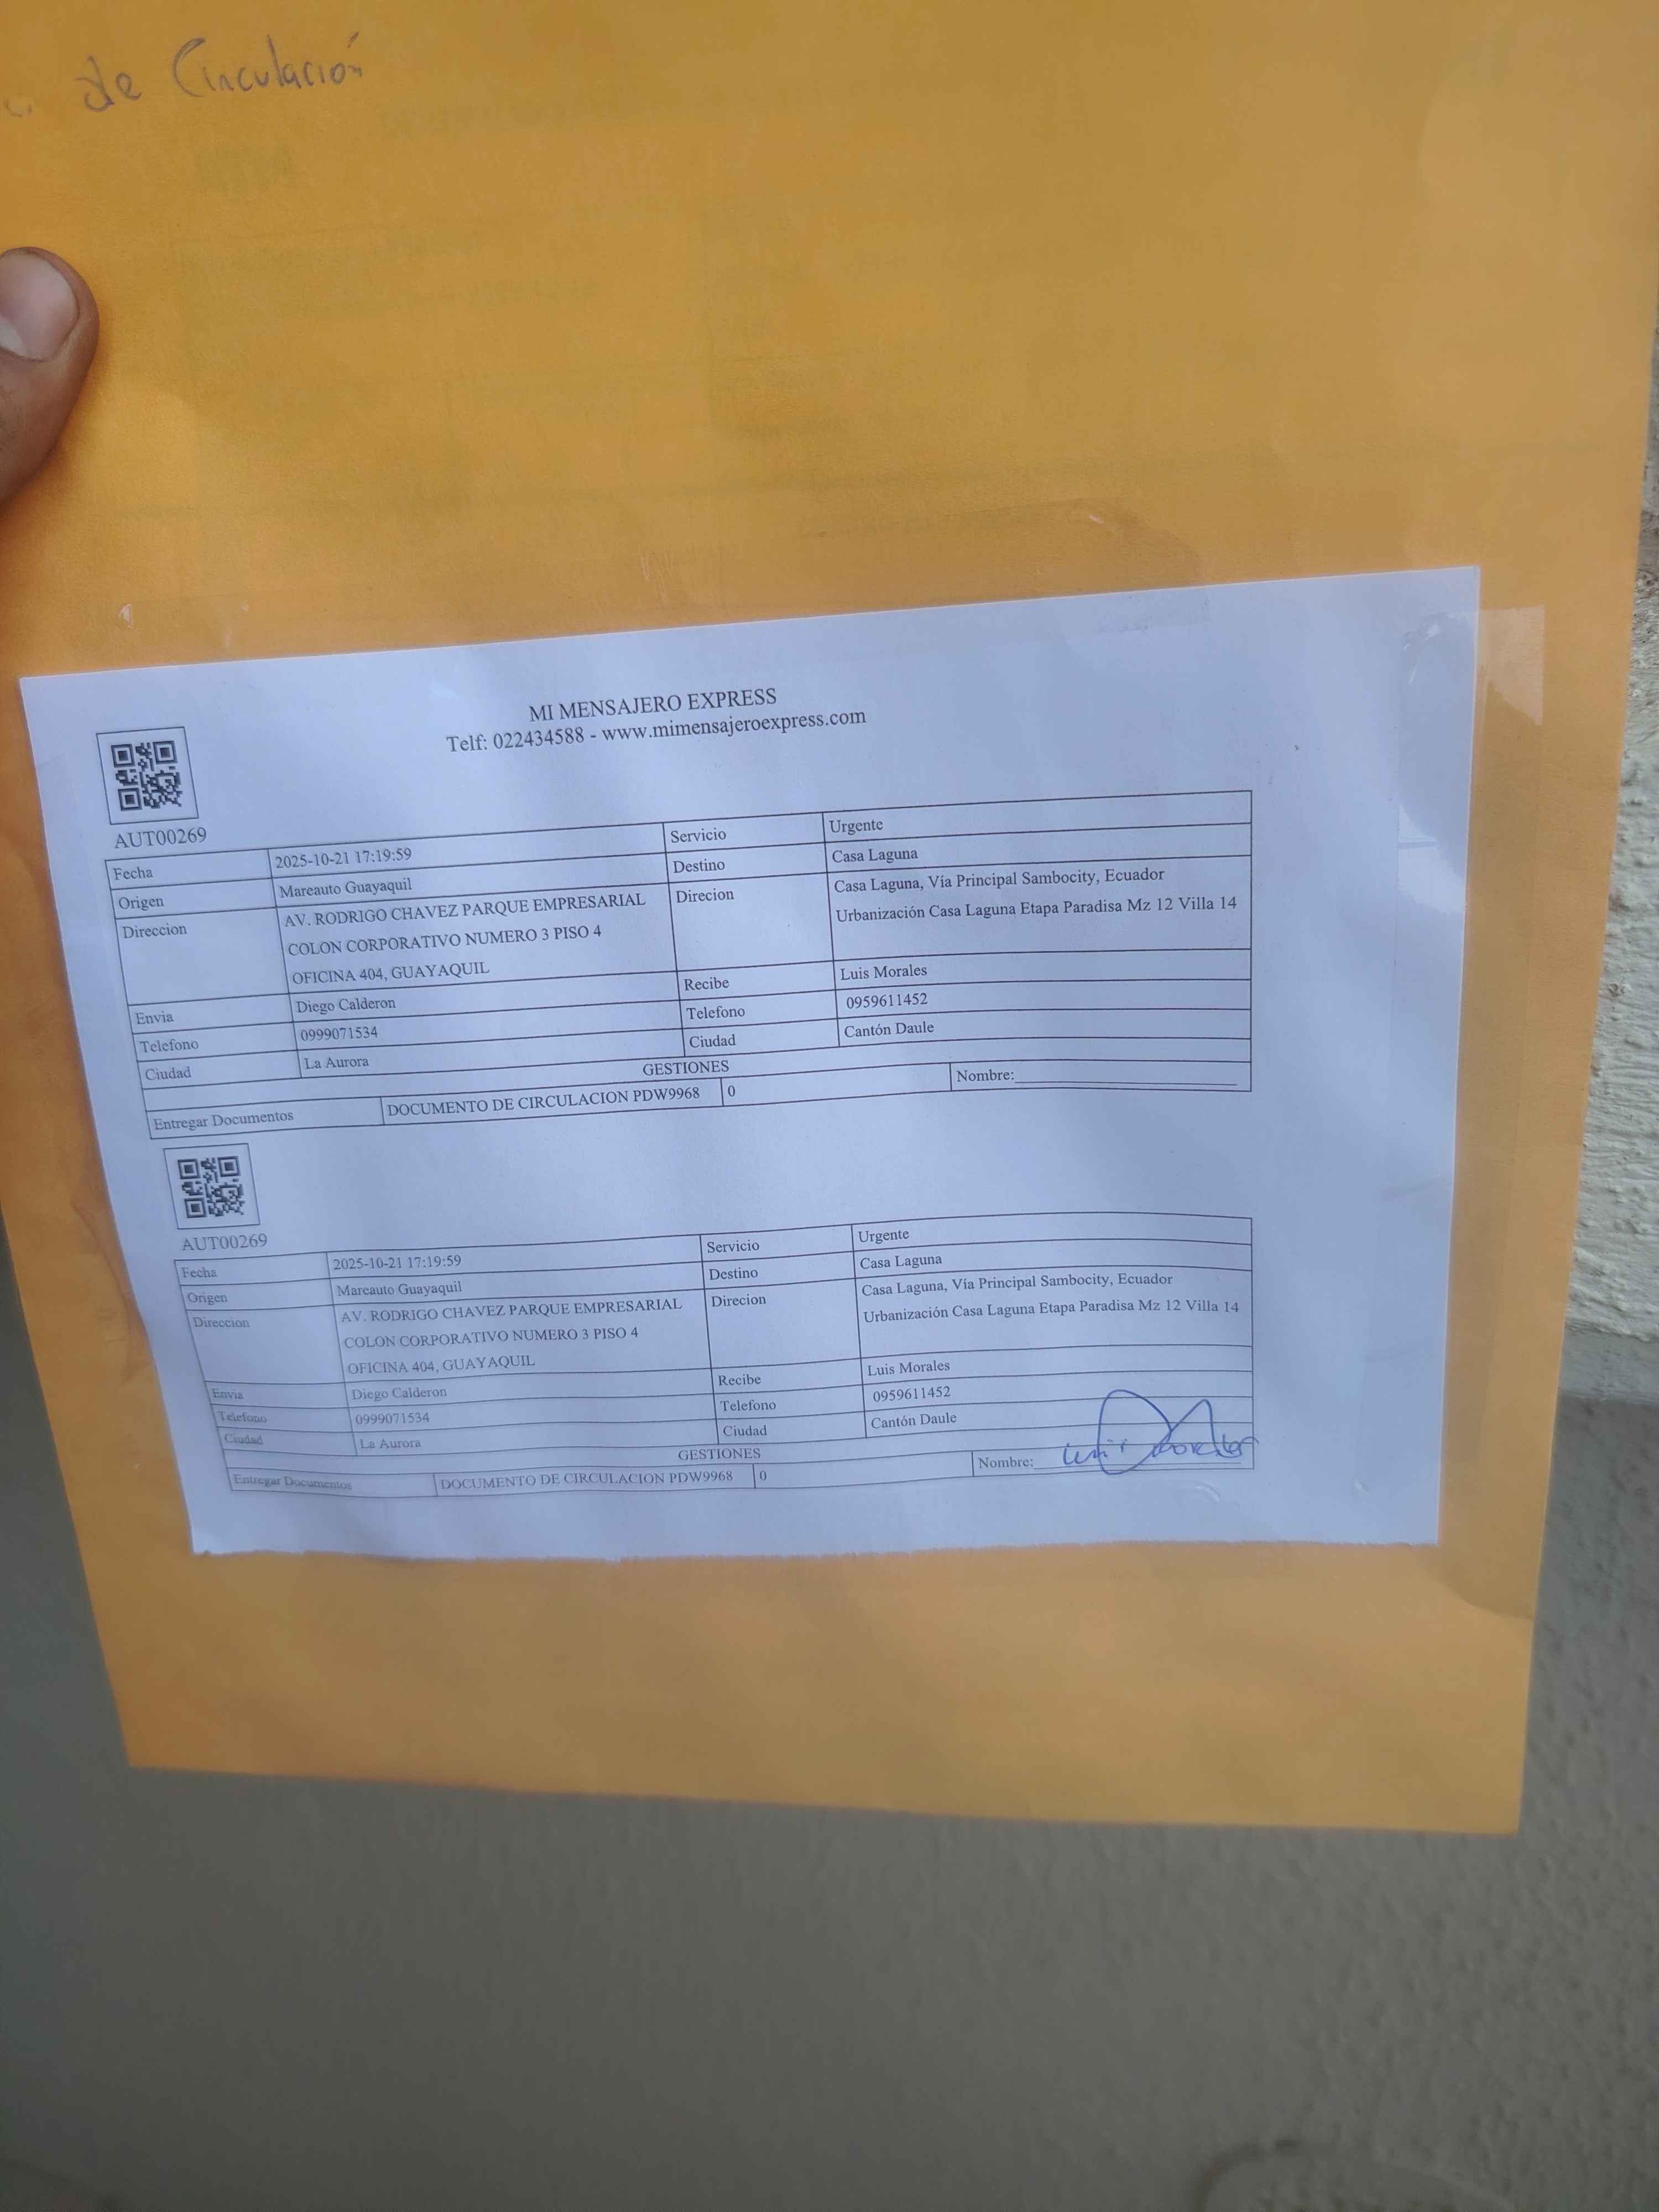 de Circulación
MI MENSAJERO EXPRESS
Telf: 022434588 - www.mimensajeroexpress.com
AUT00269
Fecha 2025-10-21 17:19:59 Servicio Urgente
Origen Mareauto Guayaquil Destino Casa Laguna
Direccion AV. RODRIGO CHAVEZ PARQUE EMPRESARIAL Direcion Casa Laguna, Vía Principal Sambocity, Ecuador
COLON CORPORATIVO NUMERO 3 PISO 4 Urbanización Casa Laguna Etapa Paradisa Mz 12 Villa 14
OFICINA 404, GUAYAQUIL
Envia Diego Calderon Recibe Luis Morales
Telefono 0999071534 Telefono 0959611452
Ciudad La Aurora Ciudad Cantón Daule
GESTIONES
Entregar Documentos DOCUMENTO DE CIRCULACION PDW9968 0 Nombre:
AUT00269
Fecha 2025-10-21 17:19:59 Servicio Urgente
Origen Mareauto Guayaquil Destino Casa Laguna
Direccion AV. RODRIGO CHAVEZ PARQUE EMPRESARIAL Direcion Casa Laguna, Vía Principal Sambocity, Ecuador
COLON CORPORATIVO NUMERO 3 PISO 4 Urbanización Casa Laguna Etapa Paradisa Mz 12 Villa 14
OFICINA 404, GUAYAQUIL
Envia Diego Calderon Recibe Luis Morales
Telefono 0999071534 Telefono 0959611452
Ciudad La Aurora Ciudad Cantón Daule
GESTIONES
Entregar Documentos DOCUMENTO DE CIRCULACION PDW9968 0 Nombre: Luis Morales